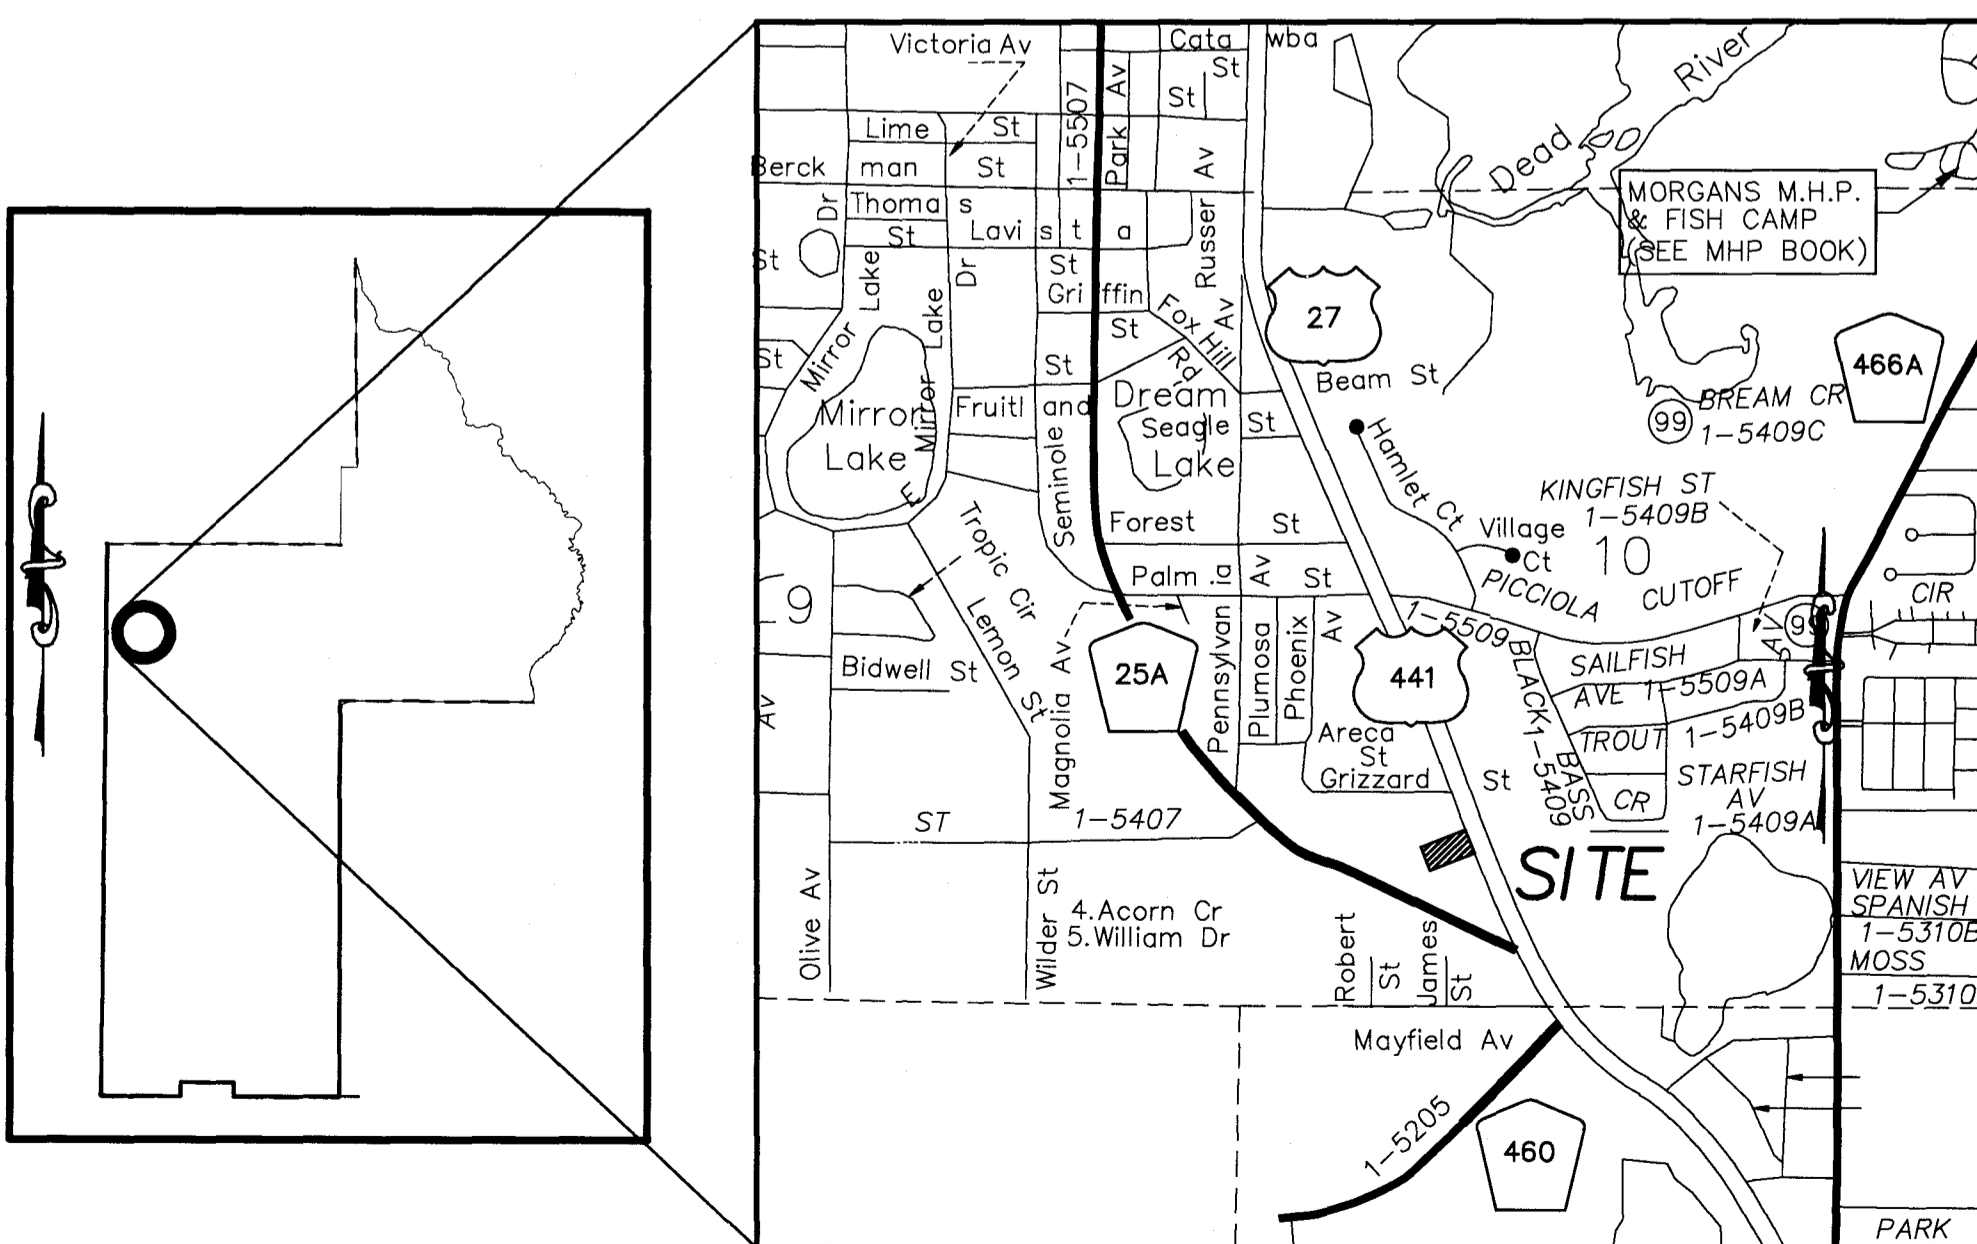 Victoria Av
Cata wba
St
St
River
Lime St
1-5507
Park Av
Av
Dead
Berck man St
MORGANS M.H.P.
& FISH CAMP
(SEE MHP BOOK)
Dr
Thoma s
St
Lavi s t a
St
St
Gri ffin
St
Russer Av
Fox Hill
Rd
Mirror Lake
Mirror Lake Dr
27
466A
St
St
Beam St
Mirror
Lake
E
Fruitl and
Dream
Seagle St
Lake
BREAM CR
99
1-5409C
Seminole
Hamlet Ct
KINGFISH ST
1-5409B
Forest St
Village
Ct
10
Tropic Cir
Palm
ia
Av
St
PICCIOLA CUTOFF
CIR
9
Lemon St
Magnolia Av
Pennsylvan
Plumosa
Phoenix
Av
1-5509
99
AV
25A
441
Bidwell St
Av
SAILFISH
AVE 1-5509A
BLACK BASS
1-5409
TROUT
1-5409B
CR
Areca
St
Grizzard St
STARFISH
AV
1-5409A
ST 1-5407
SITE
Olive Av
Wilder St
4.Acorn Cr
5.William Dr
Robert
St
James
St
VIEW AV
SPANISH
1-5310B
MOSS
1-5310
Mayfield Av
1-5205
460
PARK